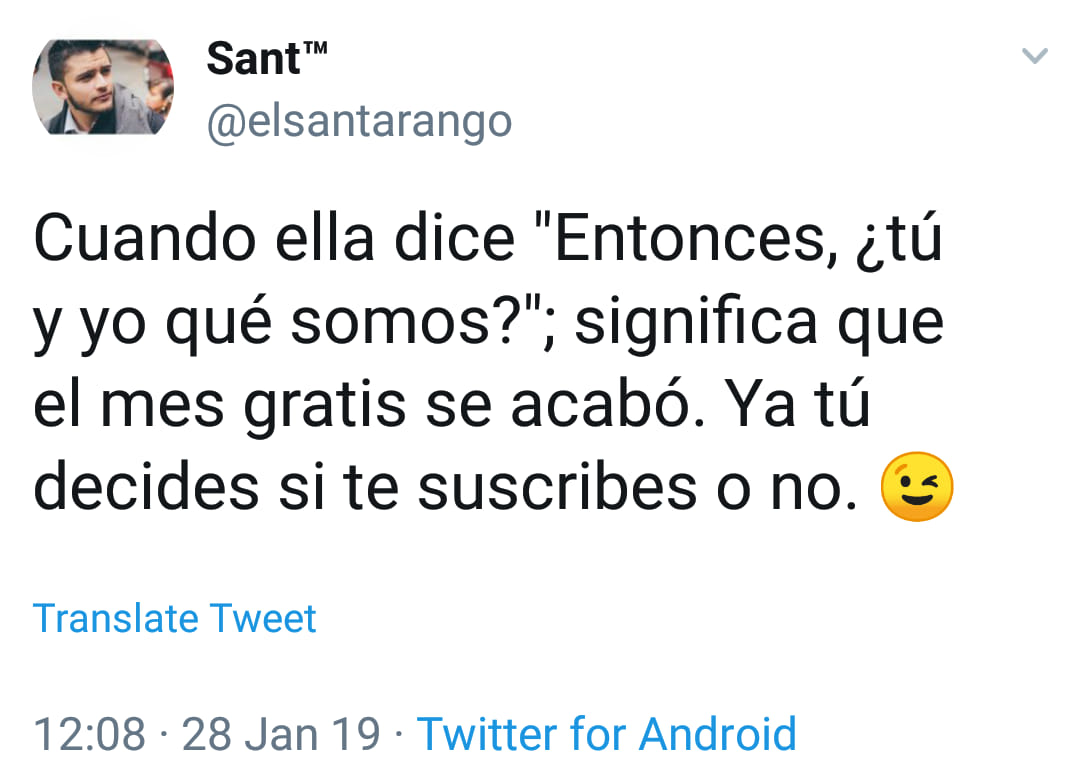 Sant™
@elsantarango
Cuando ella dice "Entonces, ¿tú
y yo qué somos?"; significa que
el mes gratis se acabó. Ya tú
decides si te suscribes o no. 😉
Translate Tweet
12:08 · 28 Jan 19 · Twitter for Android